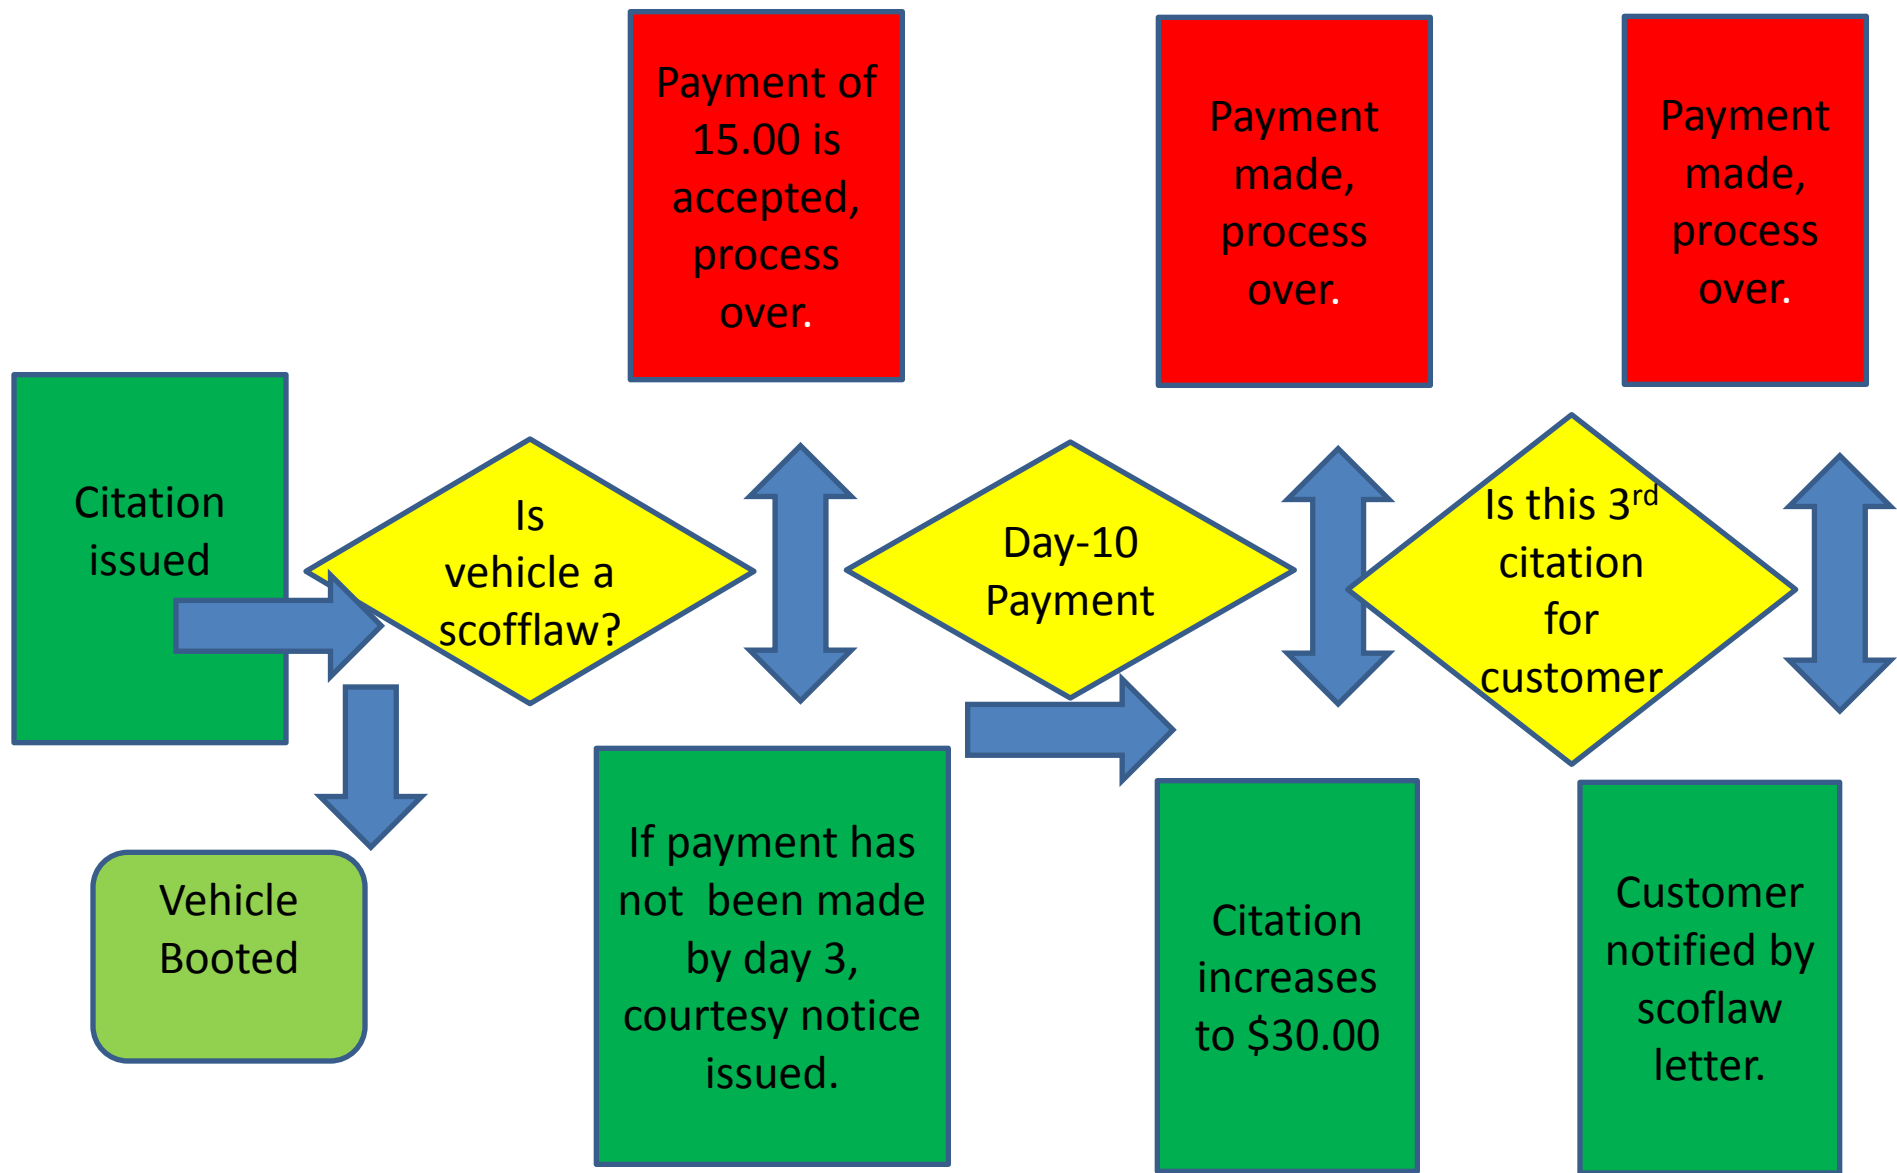 Payment of
15.00 is
accepted,
process
over.
Payment
made,
process
over.
Payment
made,
process
over.
Citation
issued
Is
vehicle a
scofflaw?
Day-10
Payment
Is this 3rd
citation
for
customer
Vehicle
Booted
If payment has
not  been made
by day 3,
courtesy notice
issued.
Citation
increases
to $30.00
Customer
notified by
scoflaw
letter.